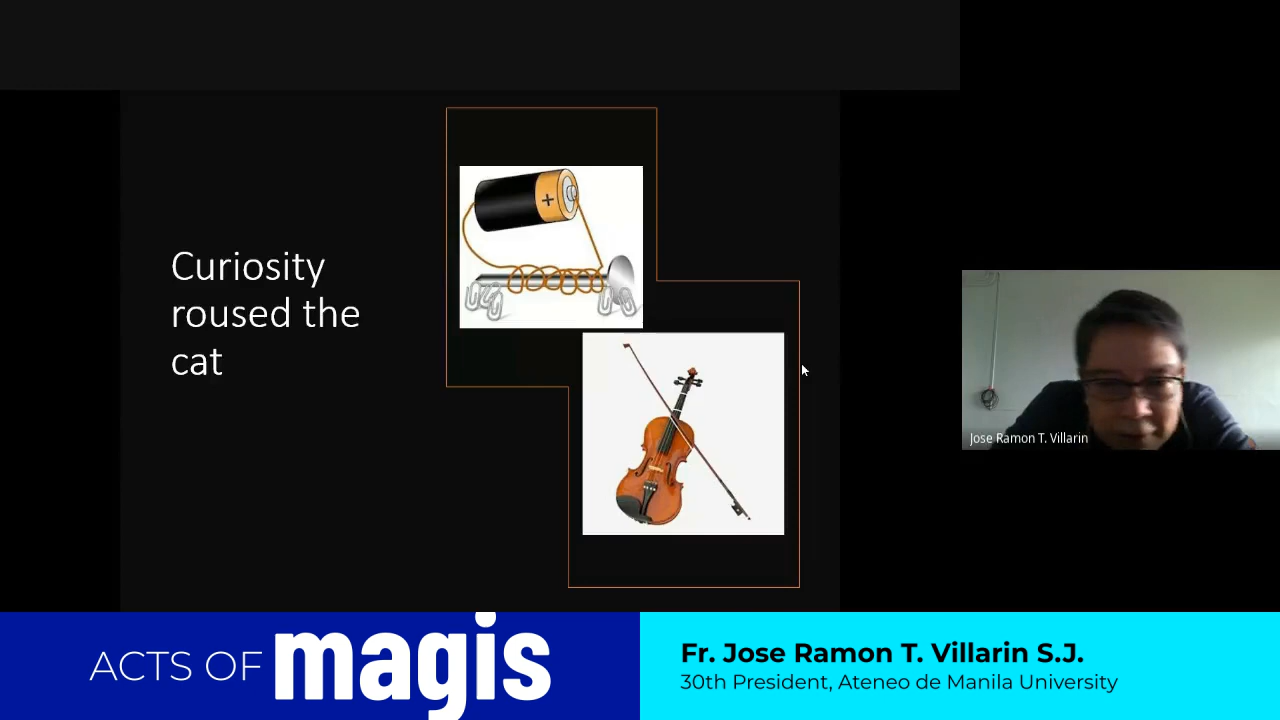 Curiosity
roused the
cat
+
Jose Ramon T. Villarin
ACTS OF magis
Fr. Jose Ramon T. Villarin S.J.
30th President, Ateneo de Manila University